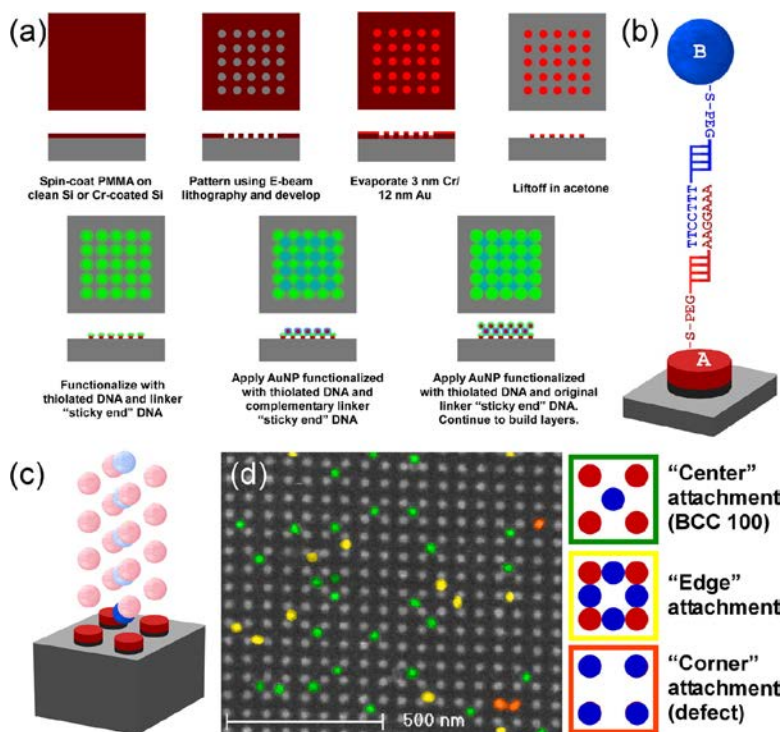 (a)
Spin-coat PMMA on
clean Si or Cr-coated Si
Pattern using E-beam
lithography and develop
Evaporate 3 nm Cr/
12 nm Au
Liftoff in acetone
Functionalize with
thiolated DNA and linker
“sticky end” DNA
Apply AuNP functionalized
with thiolated DNA and
complementary linker
“sticky end” DNA
Apply AuNP functionalized
with thiolated DNA and original
linker “sticky end” DNA.
Continue to build layers.
(b)
B
-S-PEG
TTCCTTT
AAGGAAA
-S-PEG
A
(c)
(d)
500 nm
“Center”
attachment
(BCC 100)
“Edge”
attachment
“Corner”
attachment
(defect)